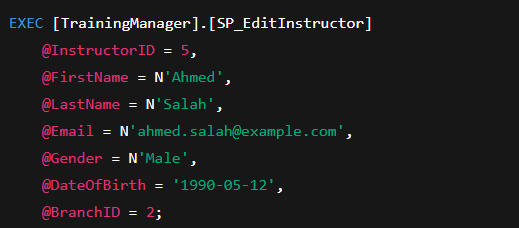 EXEC [TrainingManager].[SP_EditInstructor]
@InstructorID = 5,
@FirstName = N'Ahmed',
@LastName = N'Salah',
@Email = N'ahmed.salah@example.com',
@Gender = N'Male',
@DateOfBirth = '1990-05-12',
@BranchID = 2;